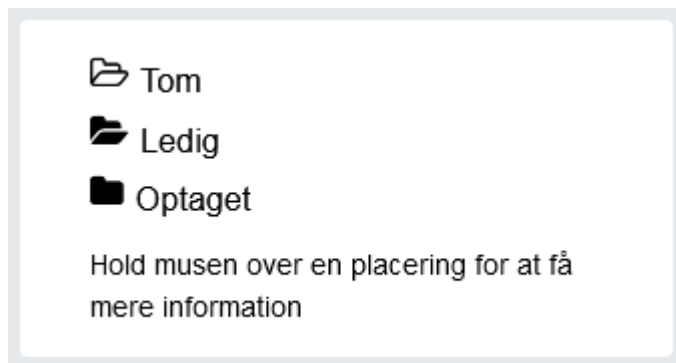 Tom
Ledig
Optaget
Hold musen over en placering for at få
mere information